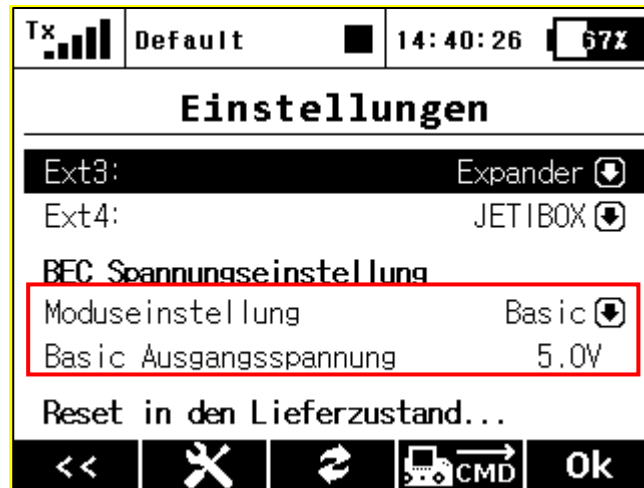 Tx Default 14:40:26 67%
Einstellungen
Ext3: Expander
Ext4: JETIBOX
BEC Spannungseinstellung
Moduseinstellung Basic
Basic Ausgangsspannung 5.0V
Reset in den Lieferzustand...
<< CMD Ok